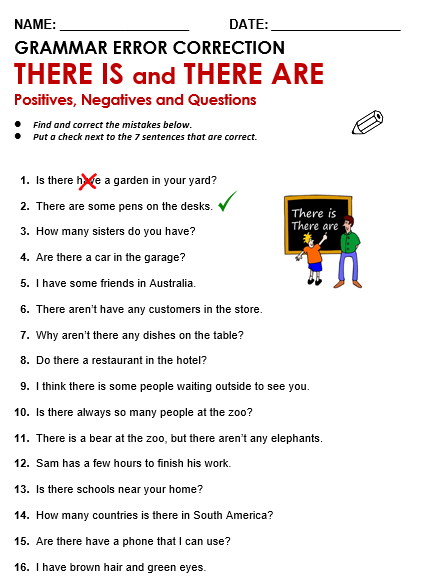 NAME: ____________________ DATE: ____________________
GRAMMAR ERROR CORRECTION
THERE IS and THERE ARE
Positives, Negatives and Questions
● Find and correct the mistakes below.
● Put a check next to the 7 sentences that are correct.
1. Is there have a garden in your yard?
2. There are some pens on the desks.
3. How many sisters do you have?
There is
There are
4. Are there a car in the garage?
5. I have some friends in Australia.
6. There aren't have any customers in the store.
7. Why aren't there any dishes on the table?
8. Do there a restaurant in the hotel?
9. I think there is some people waiting outside to see you.
10. Is there always so many people at the zoo?
11. There is a bear at the zoo, but there aren't any elephants.
12. Sam has a few hours to finish his work.
13. Is there schools near your home?
14. How many countries is there in South America?
15. Are there have a phone that I can use?
16. I have brown hair and green eyes.